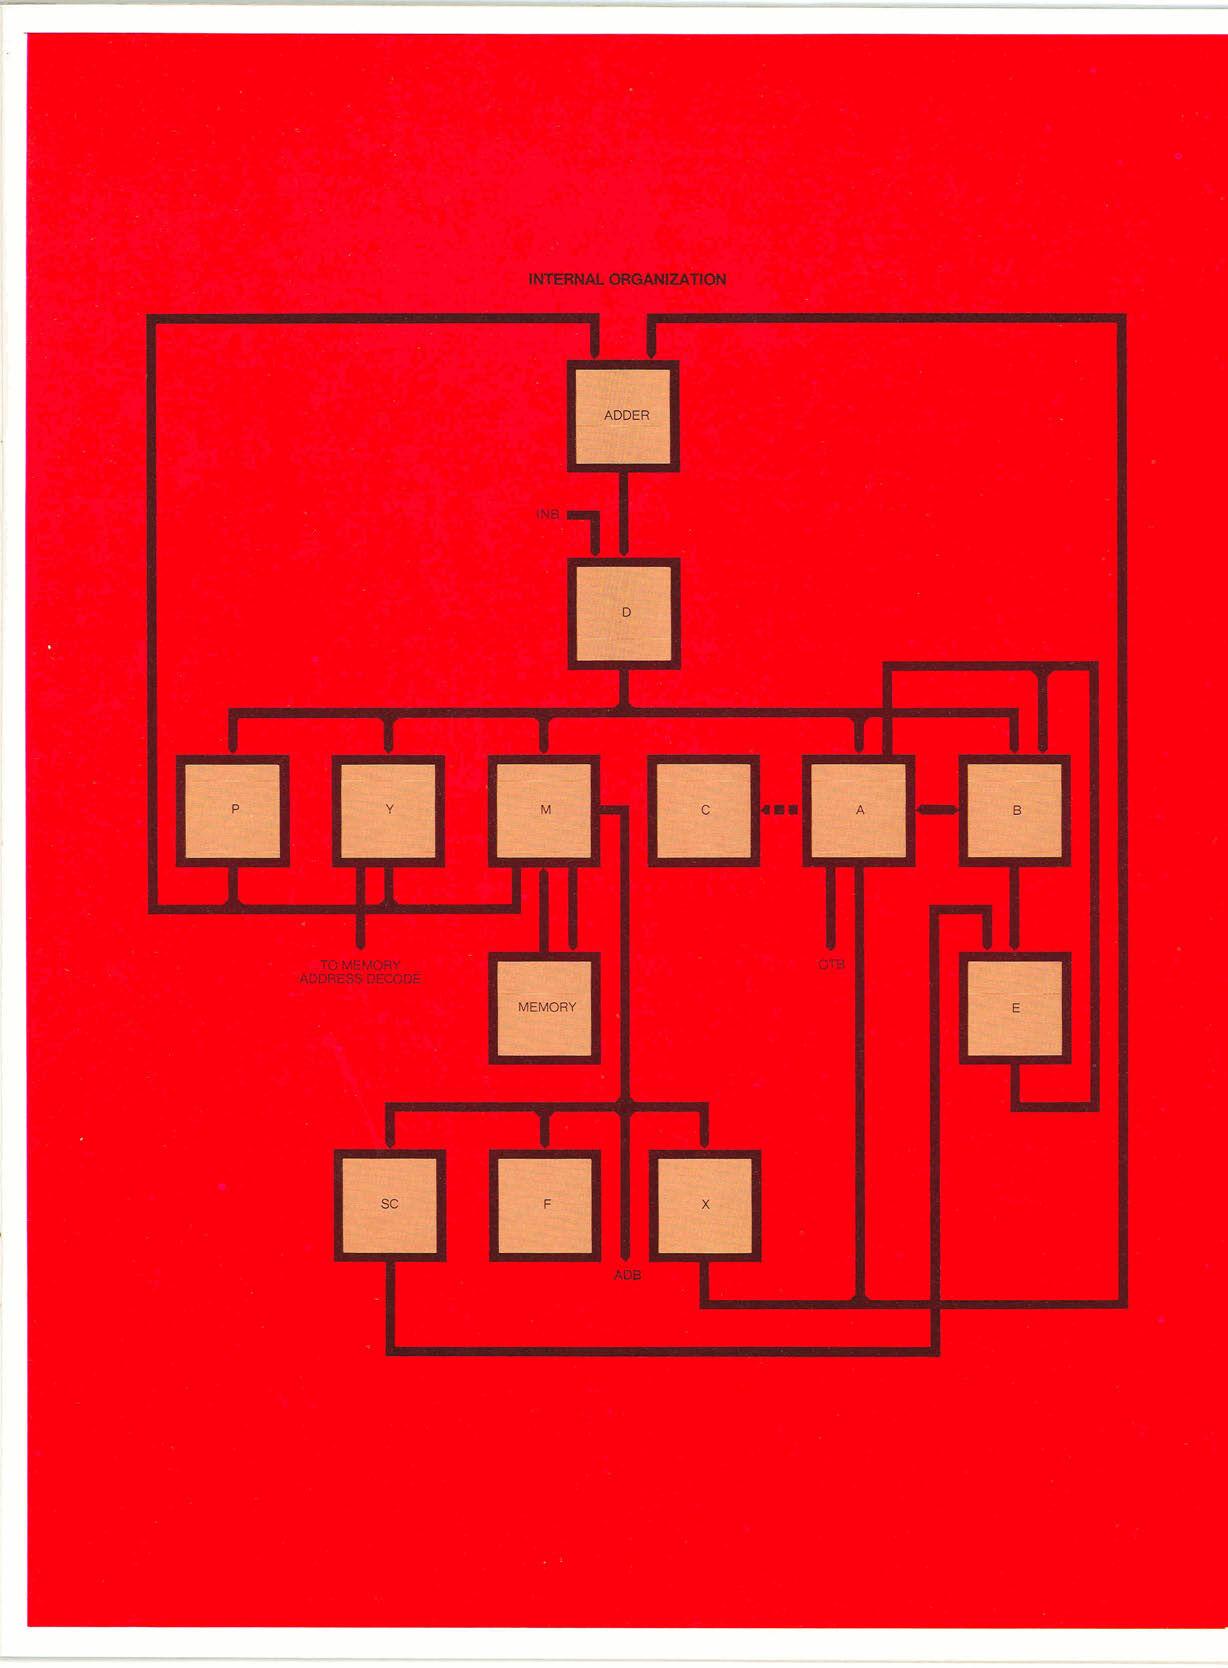 INTERNAL ORGANIZATION
ADDER
INB
D
P
Y
M
C
A
B
TO MEMORY
ADDRESS DECODE
OTB
MEMORY
E
SC
F
X
ADB